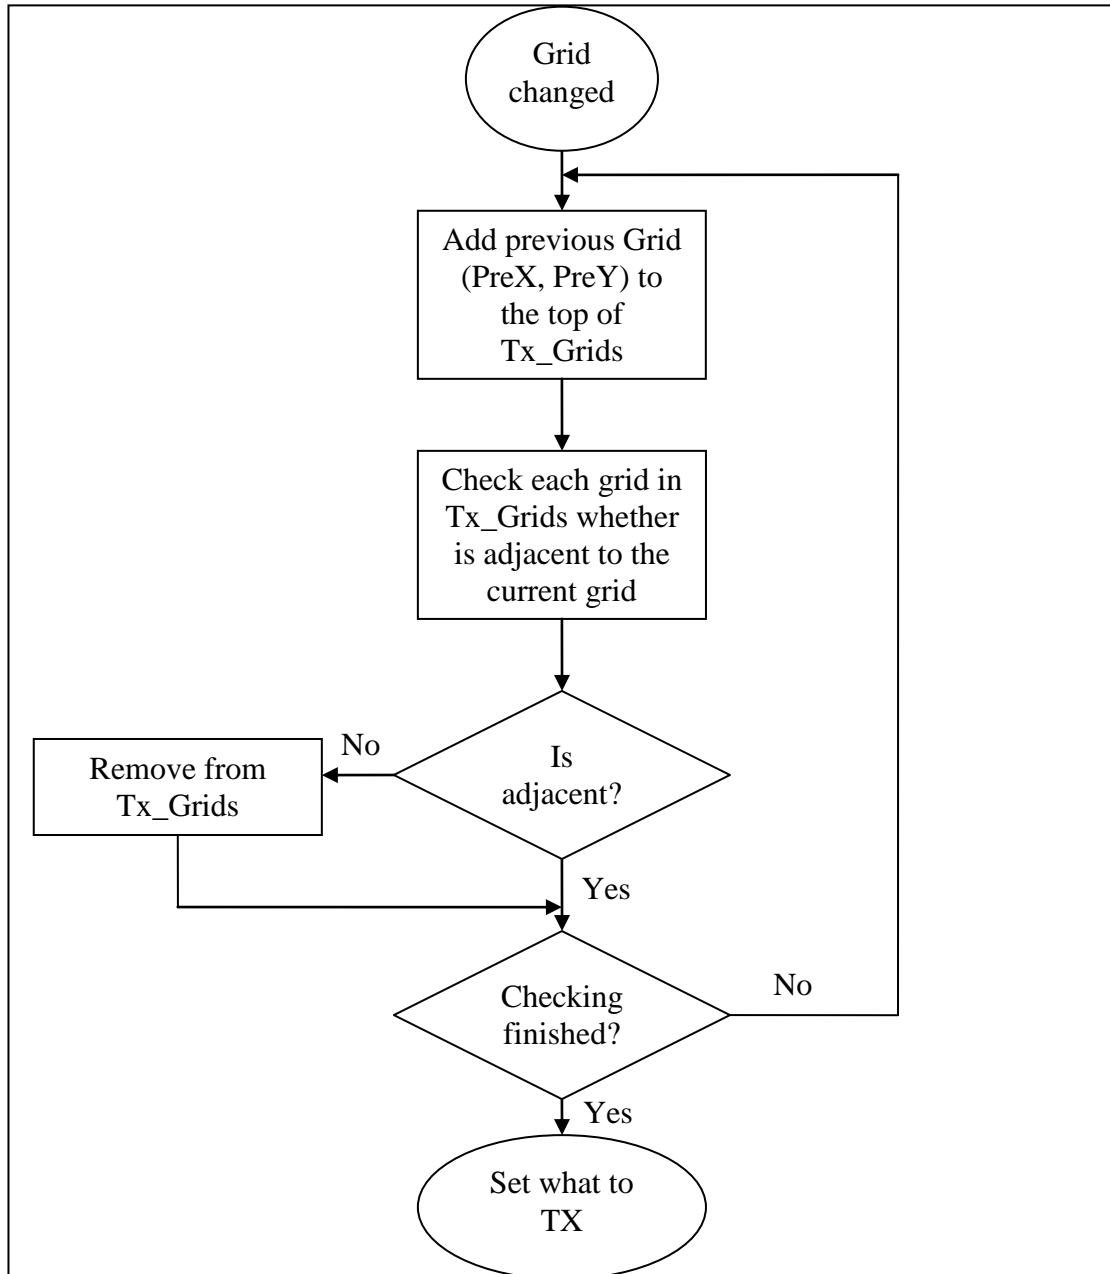 Grid
changed
Add previous Grid
(PreX, PreY) to
the top of
Tx_Grids
Check each grid in
Tx_Grids whether
is adjacent to the
current grid
No
Is
adjacent?
Remove from
Tx_Grids
Yes
No
Checking
finished?
Yes
Set what to
TX